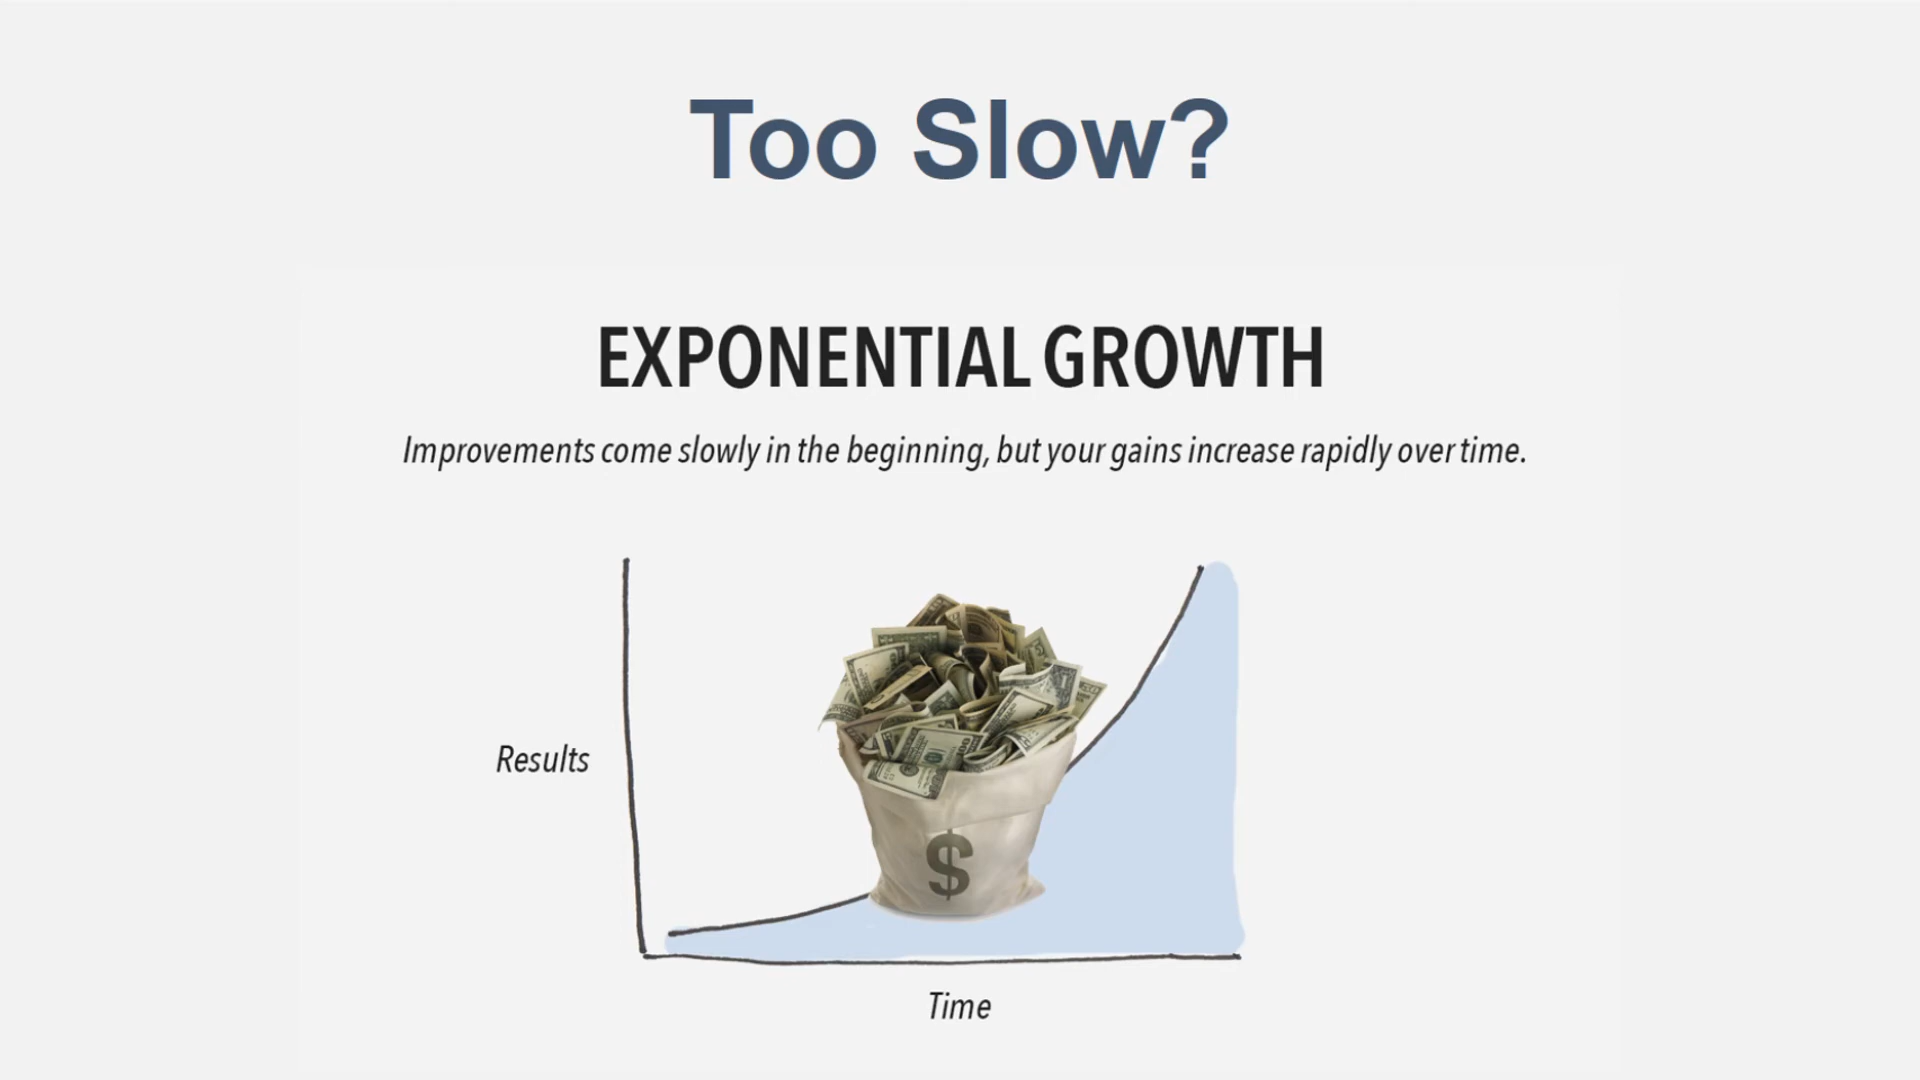 Too Slow?
EXPONENTIAL GROWTH
Improvements come slowly in the beginning, but your gains increase rapidly over time.
Results
$
Time